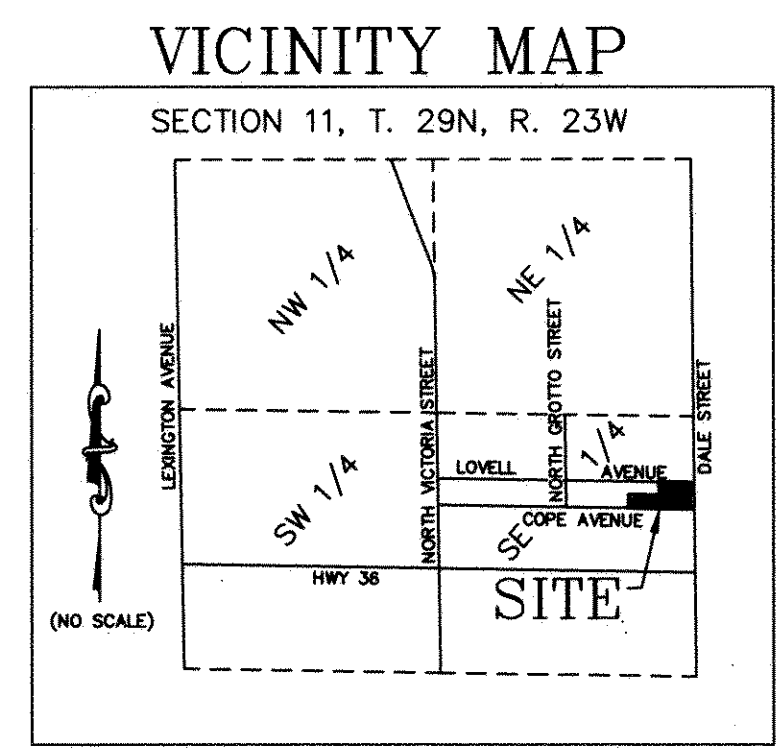 VICINITY MAP
SECTION 11, T. 29N, R. 23W
NW 1/4
NE 1/4
LEXINGTON AVENUE
NORTH VICTORIA STREET
NORTH GROTTO STREET
DALE STREET
SW 1/4
SE 1/4
LOVELL AVENUE
COPE AVENUE
HWY 36
SITE
(NO SCALE)